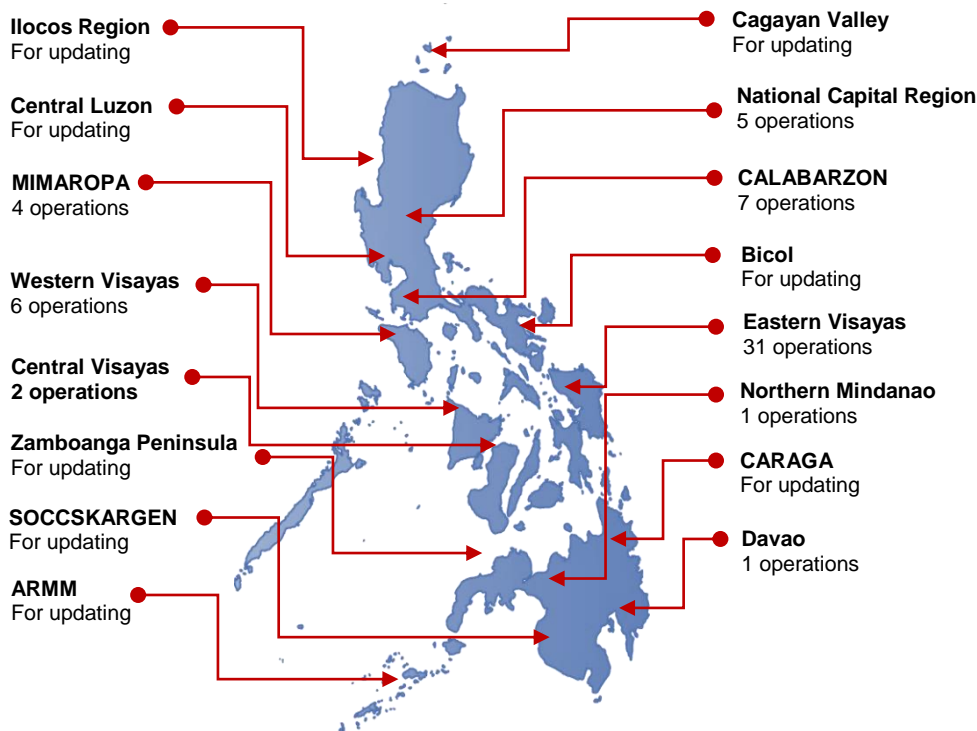 Ilocos Region
For updating
Central Luzon
For updating
MIMAROPA
4 operations
Western Visayas
6 operations
Central Visayas
2 operations
Zamboanga Peninsula
For updating
SOCCSKARGEN
For updating
ARMM
For updating
Cagayan Valley
For updating
National Capital Region
5 operations
CALABARZON
7 operations
Bicol
For updating
Eastern Visayas
31 operations
Northern Mindanao
1 operations
CARAGA
For updating
Davao
1 operations